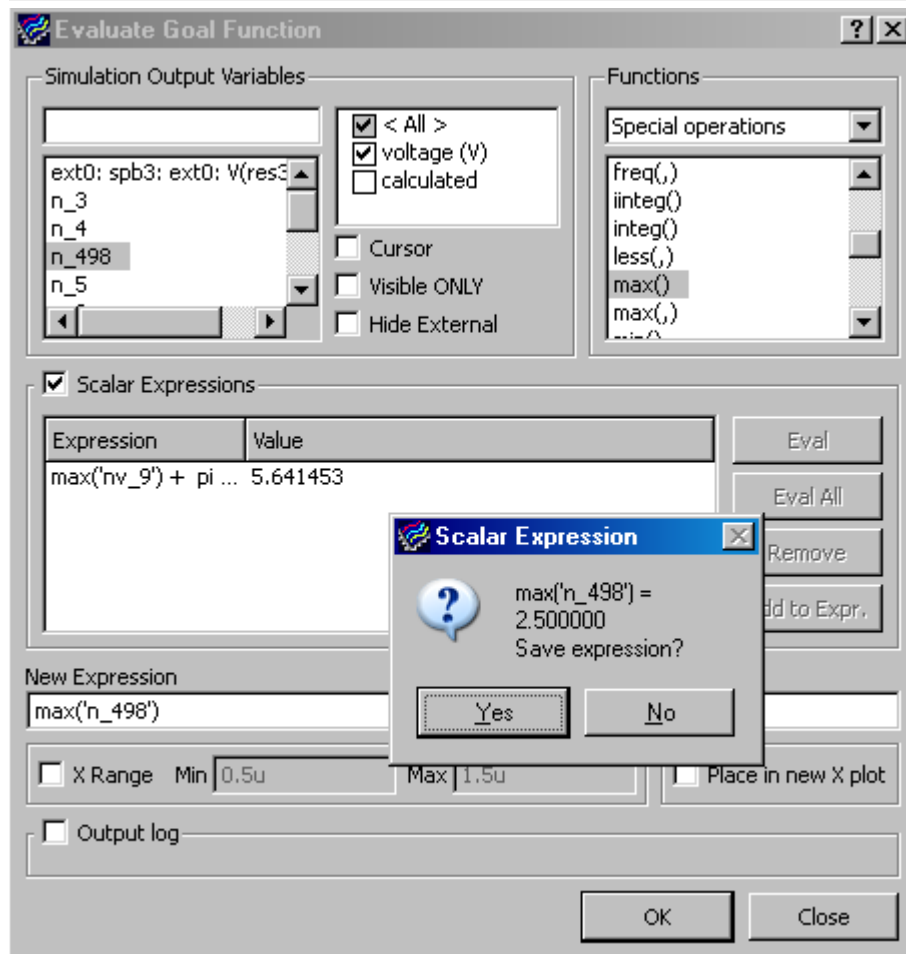 Evaluate Goal Function
Simulation Output Variables
ext0: spb3: ext0: V(res3
n_3
n_4
n_498
n_5
< All >
voltage (V)
calculated
Cursor
Visible ONLY
Hide External
Functions
Special operations
freq(,)
iinteg()
integ()
less(,)
max()
max(,)
min()
Scalar Expressions
Expression Value
max('nv_9') + pi ... 5.641453
Eval
Eval All
Remove
dd to Expr.
Scalar Expression
max('n_498') =
2.500000
Save expression?
Yes No
New Expression
max('n_498')
X Range Min 0.5u Max 1.5u
Place in new X plot
Output log
OK Close